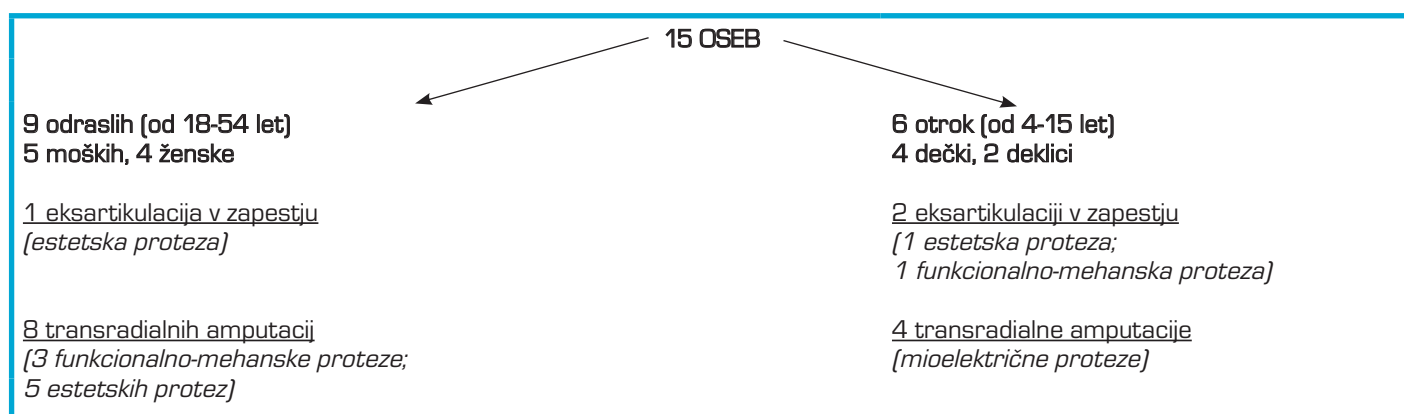 15 OSEB
9 odraslih (od 18-54 let)
5 moških, 4 ženske
1 eksartikulacija v zapestju
(estetska proteza)
8 transradialnih amputacij
(3 funkcionalno-mehanske proteze;
5 estetskih protez)
6 otrok (od 4-15 let)
4 dečki, 2 deklici
2 eksartikulaciji v zapestju
(1 estetska proteza;
1 funkcionalno-mehanska proteza)
4 transradialne amputacije
(mioelektrične proteze)